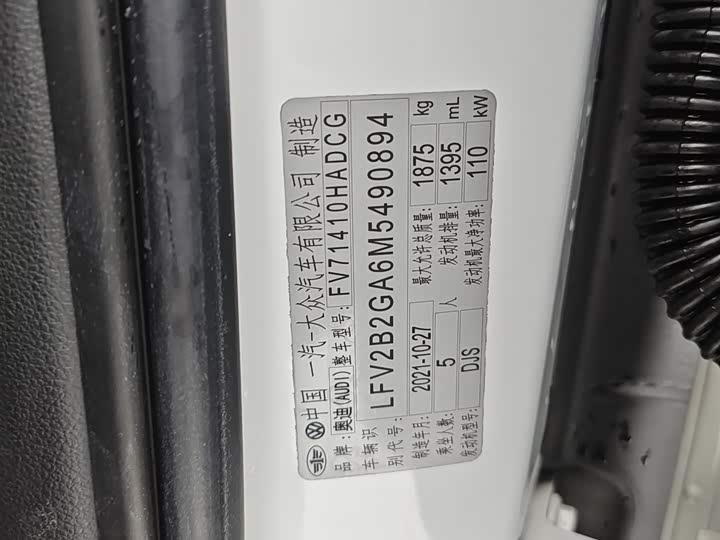 中国 一汽-大众汽车有限公司 制造
品牌：奥迪(AUDI) 整车型号：FV71410HADCG
车辆识别代号：LFV2B2GA6M5490894
制造年月：2021-10-27 最大允许总质量：1875 kg
乘坐人数：5 人 发动机排量：1395 mL
发动机型号：DJS 发动机最大净功率：110 kW